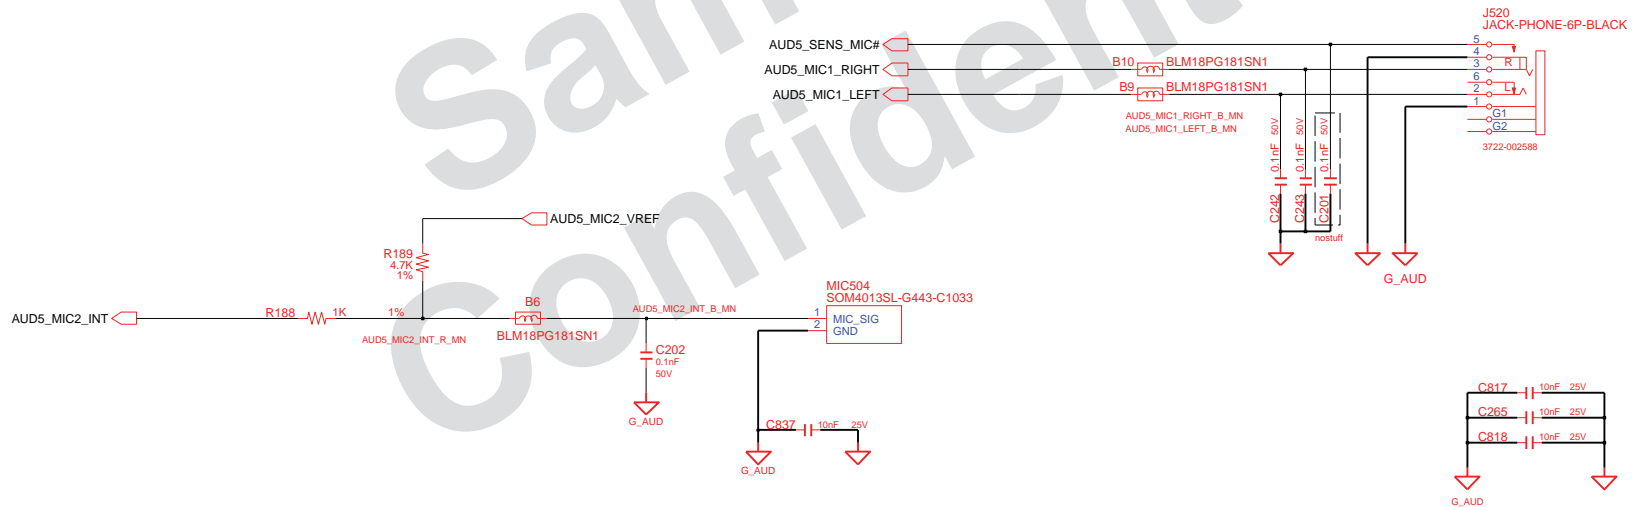 Sam
Confident
J520
JACK-PHONE-6P-BLACK
AUD5_SENS_MIC#
AUD5_MIC1_RIGHT
AUD5_MIC1_LEFT
B10
BLM18PG181SN1
B9
BLM18PG181SN1
AUD5_MIC1_RIGHT_B_MN
AUD5_MIC1_LEFT_B_MN
5
4
3
6
2
1
G1
G2
R
L
3722-002588
C242
0.1nF
50V
C243
0.1nF
50V
C201
0.1nF
50V
nostuff
G_AUD
AUD5_MIC2_VREF
R189
4.7K
1%
AUD5_MIC2_INT
R188
1K
1%
AUD5_MIC2_INT_R_MN
B6
BLM18PG181SN1
AUD5_MIC2_INT_B_MN
C202
0.1nF
50V
G_AUD
MIC504
SOM4013SL-G443-C1033
1
MIC_SIG
2
GND
C837
10nF
25V
G_AUD
C817
10nF
25V
C265
10nF
25V
C818
10nF
25V
G_AUD